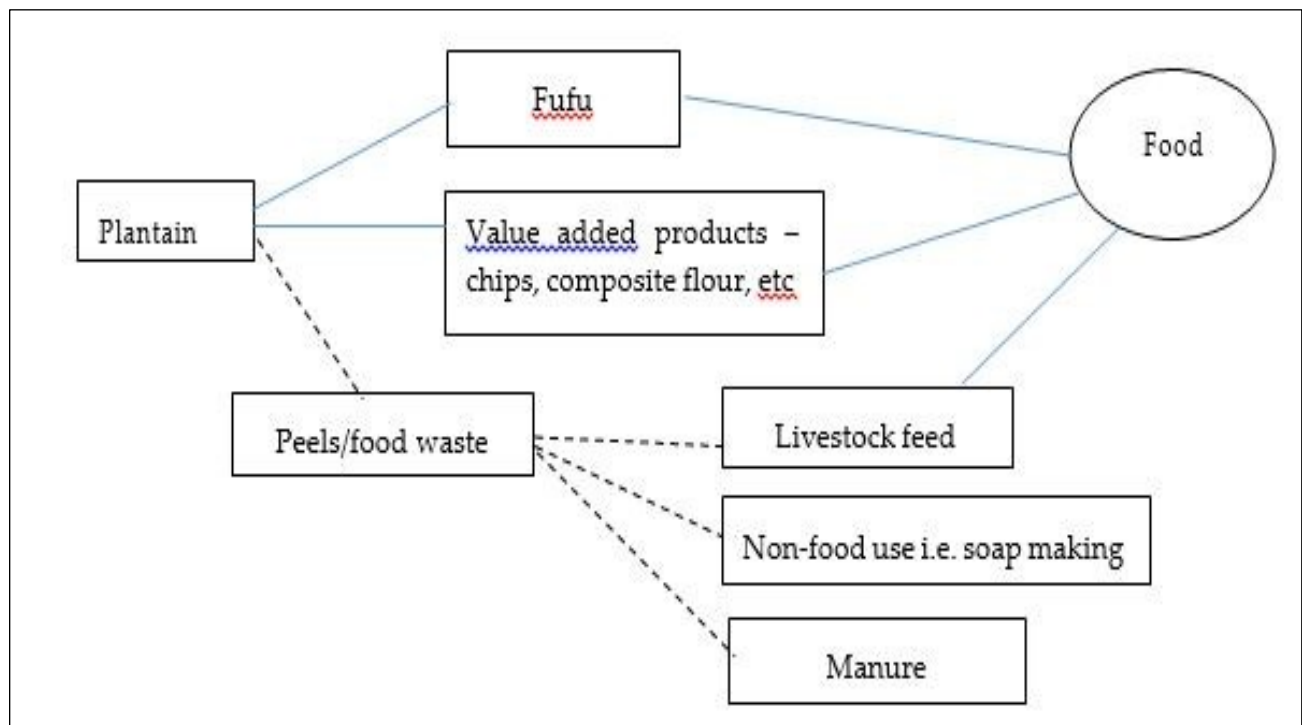 Fufu
Food
Plantain
Value added products –
chips, composite flour, etc
Peels/food waste
Livestock feed
Non-food use i.e. soap making
Manure